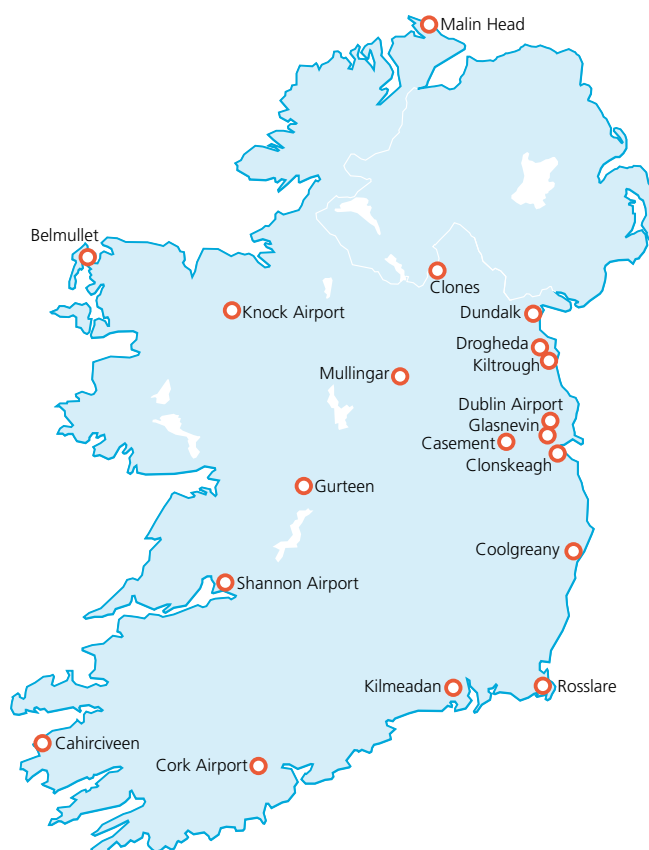 Malin Head
Belmullet
Clones
Knock Airport
Dundalk
Drogheda
Kiltrough
Mullingar
Dublin Airport
Glasnevin
Casement
Clonskeagh
Gurteen
Coolgreany
Shannon Airport
Kilmeadan
Rosslare
Cahirciveen
Cork Airport